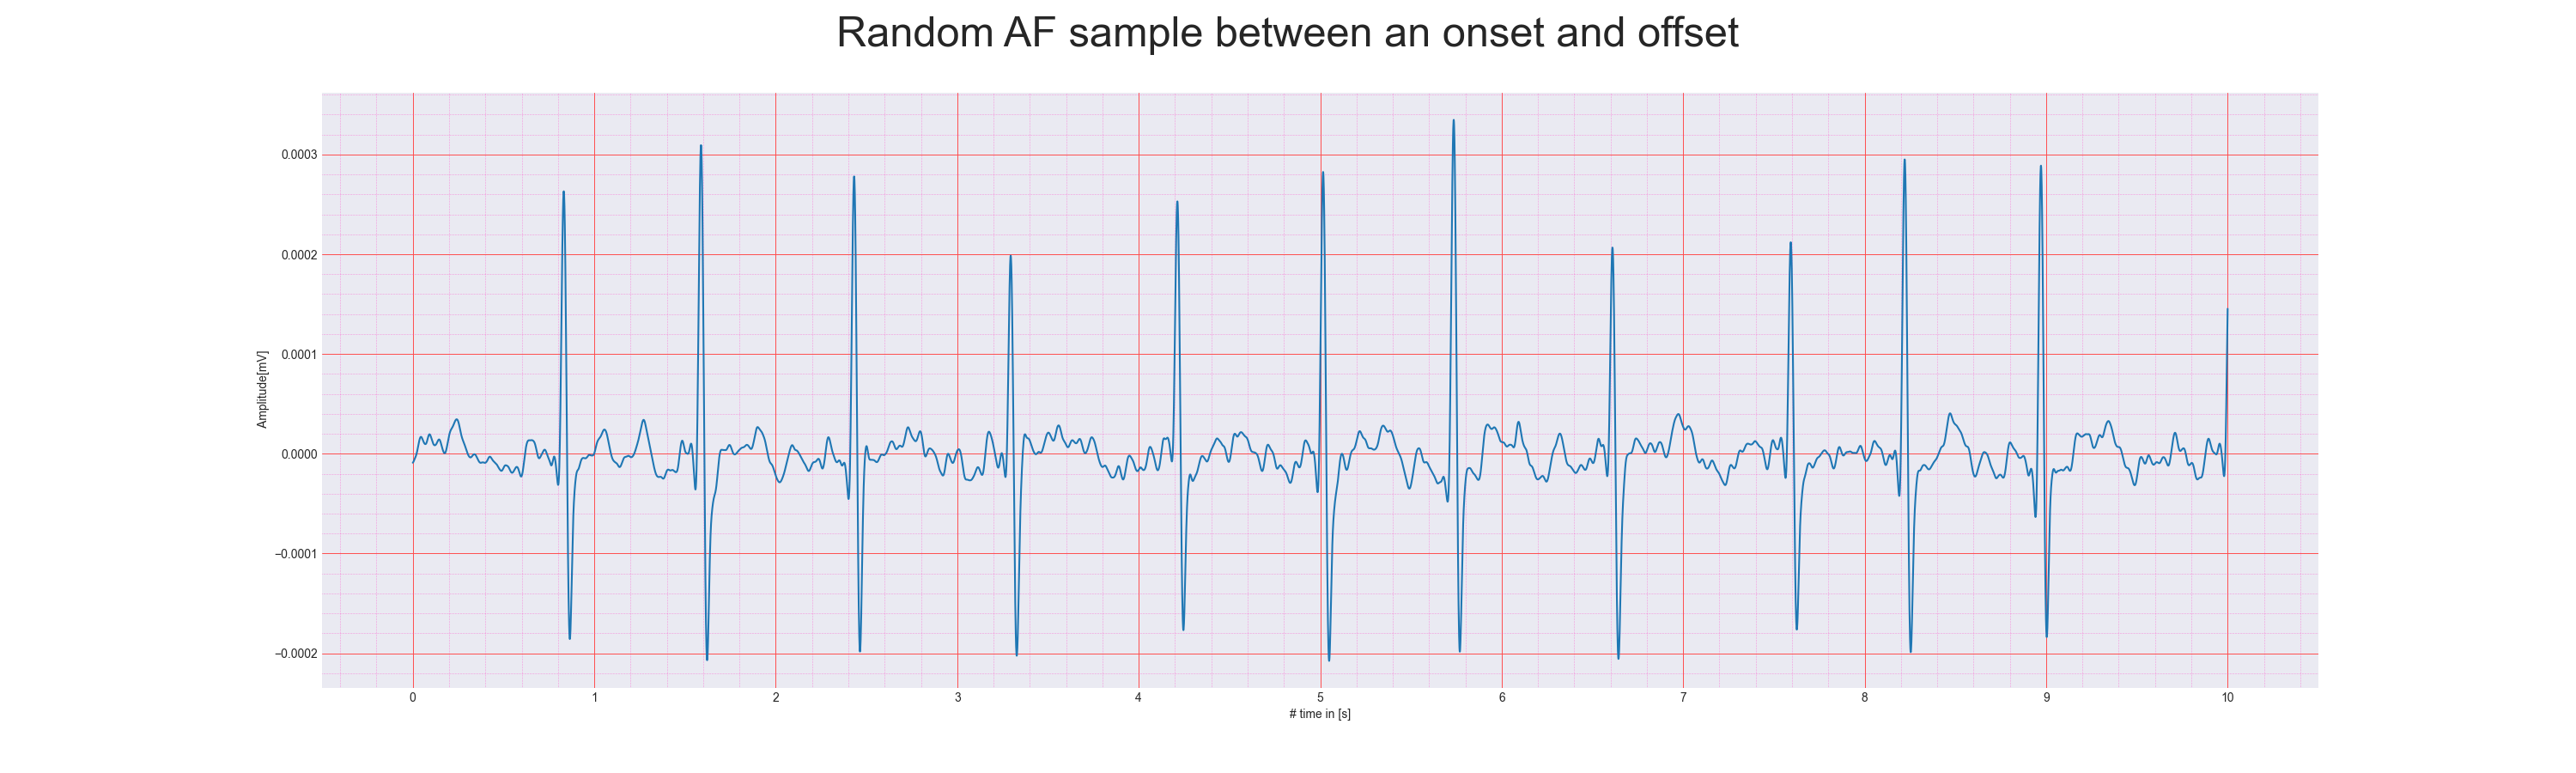 Random AF sample between an onset and offset
0.0003
0.0002
0.0001
0.0000
−0.0001
−0.0002
Amplitude[mV]
0 1 2 3 4 5 6 7 8 9 10
# time in [s]